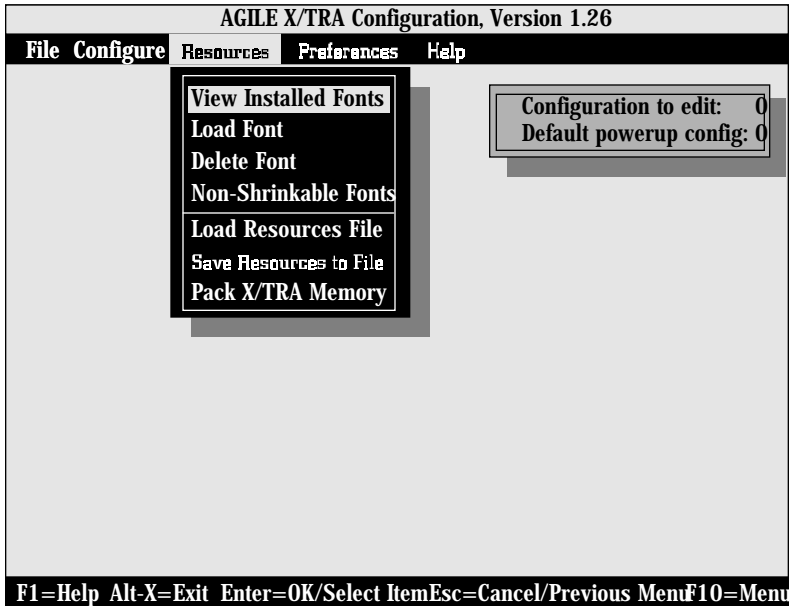 AGILE X/TRA Configuration, Version 1.26
File Configure Resources Preferences Help
View Installed Fonts
Load Font
Delete Font
Non-Shrinkable Fonts
Load Resources File
Save Resources to File
Pack X/TRA Memory
Configuration to edit: 0
Default powerup config: 0
F1=Help Alt-X=Exit Enter=OK/Select ItemEsc=Cancel/Previous MenuF10=Menu